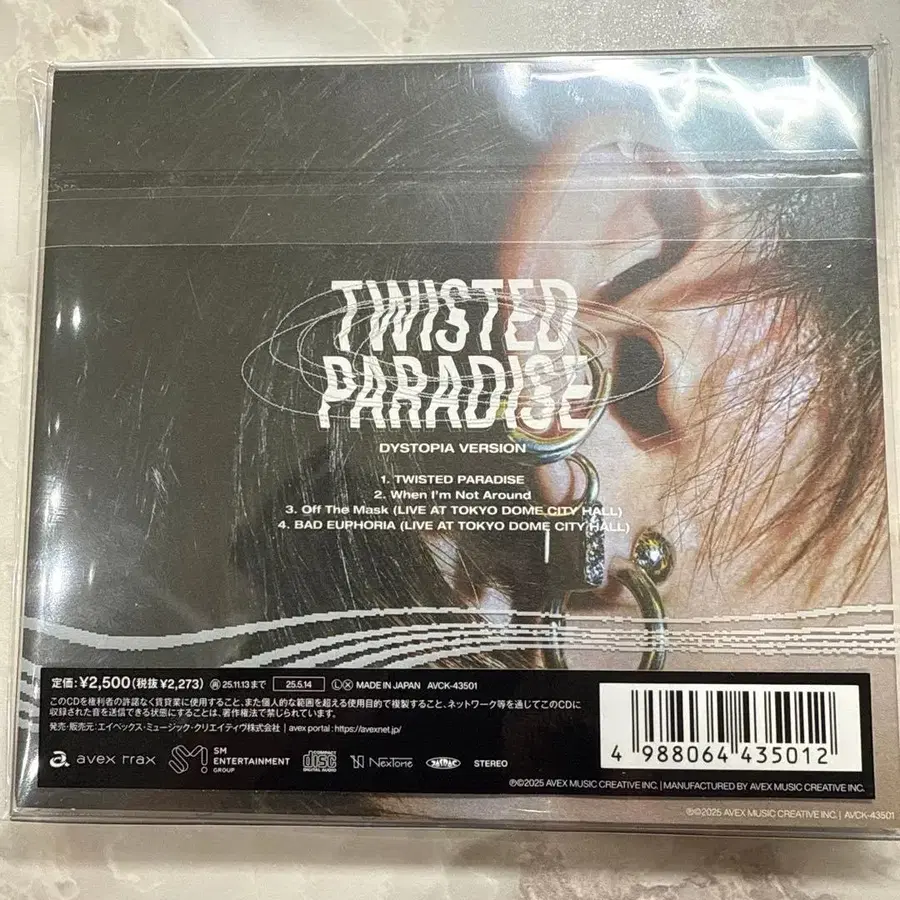 TWISTED
PARADISE
DYSTOPIA VERSION
1. TWISTED PARADISE
2. When I'm Not Around
3. Off The Mask (LIVE AT TOKYO DOME CITY HALL)
4. BAD EUPHORIA (LIVE AT TOKYO DOME CITY HALL)
定価:¥2,500(税抜¥2,273) 再 25.11.13まで 25.5.14 Ⓛ Ⓧ MADE IN JAPAN AVCK-43501
このCDを権利者の許諾なく賃貸業に使用すること、また個人的な範囲を超える使用目的で複製すること、ネットワーク等を通じてこのCDに
収録された音を送信できる状態にすることは、著作権法で禁じられています。
発売・販売元:エイベックス・ミュージック・クリエイティヴ株式会社 | avex portal:https://avexnet.jp/
avex rrax SM ENTERTAINMENT GROUP COMPACT disc DIGITAL AUDIO NexTone STEREO
4 988064 435012
℗©2025 AVEX MUSIC CREATIVE INC. | MANUFACTURED BY AVEX MUSIC CREATIVE INC.
℗©2025 AVEX MUSIC CREATIVE INC. | AVCK-43501